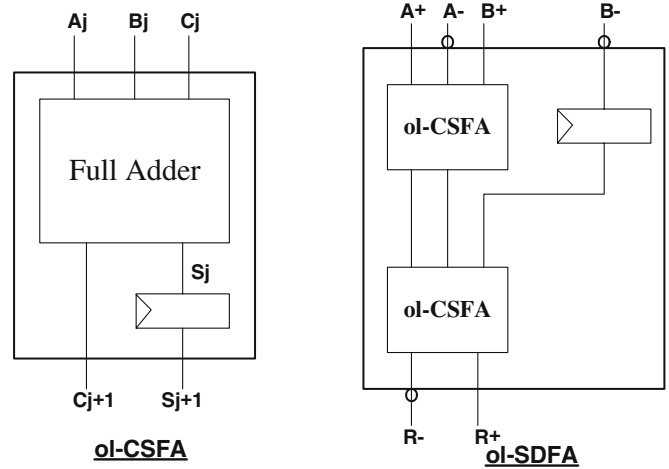 Aj Bj Cj
Full Adder
Sj
Cj+1 Sj+1
ol-CSFA
A+ A- B+ B-
ol-CSFA
ol-CSFA
R- R+
ol-SDFA